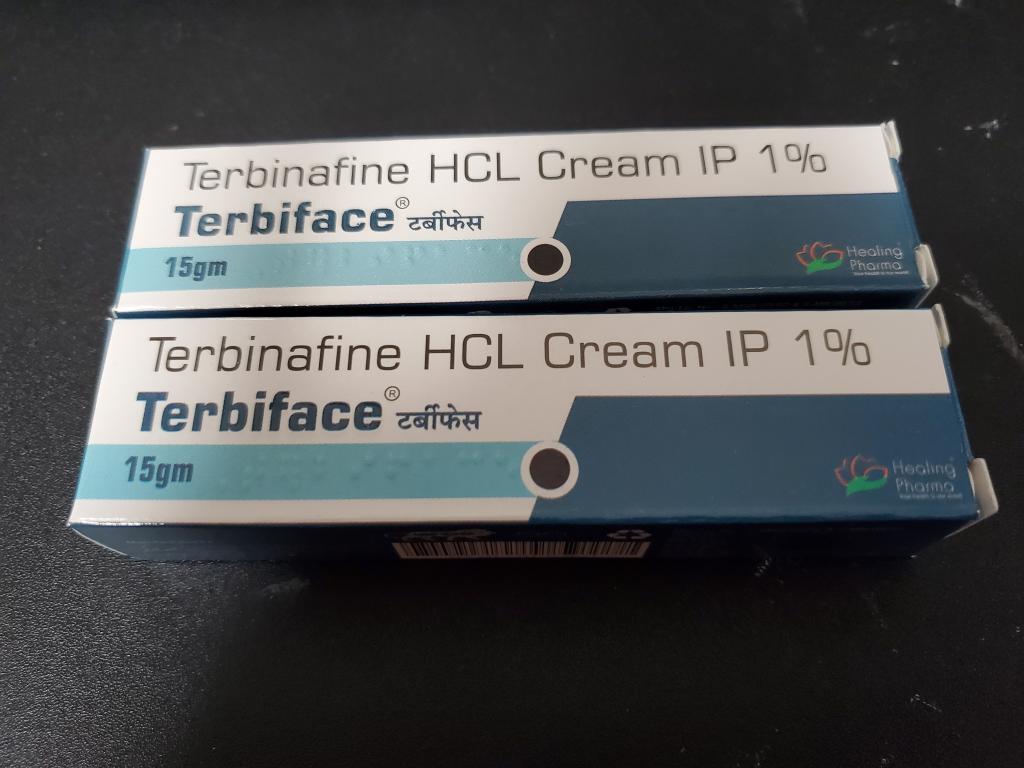 Terbinafine HCL Cream IP 1%
Terbiface® टर्बीफेस
15gm
Healing
Pharma
Terbinafine HCL Cream IP 1%
Terbiface® टर्बीफेस
15gm
Healing
Pharma